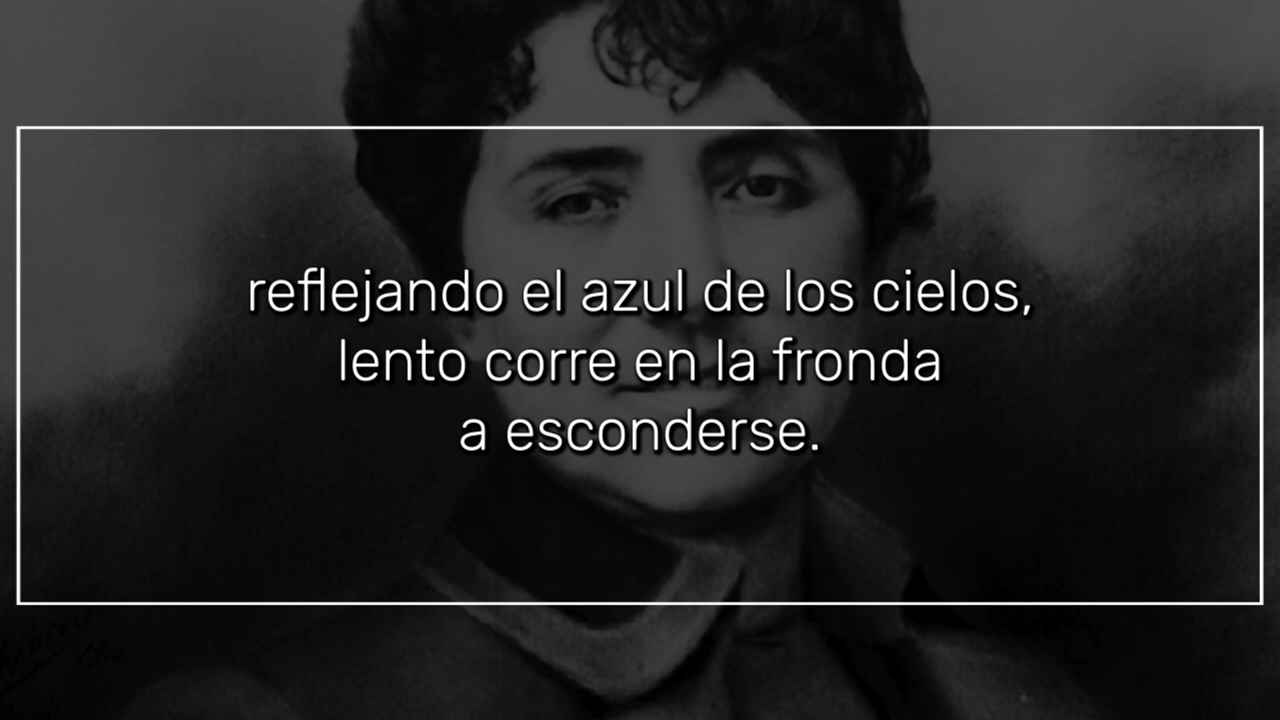 reflejando el azul de los cielos,
lento corre en la fronda
a esconderse.